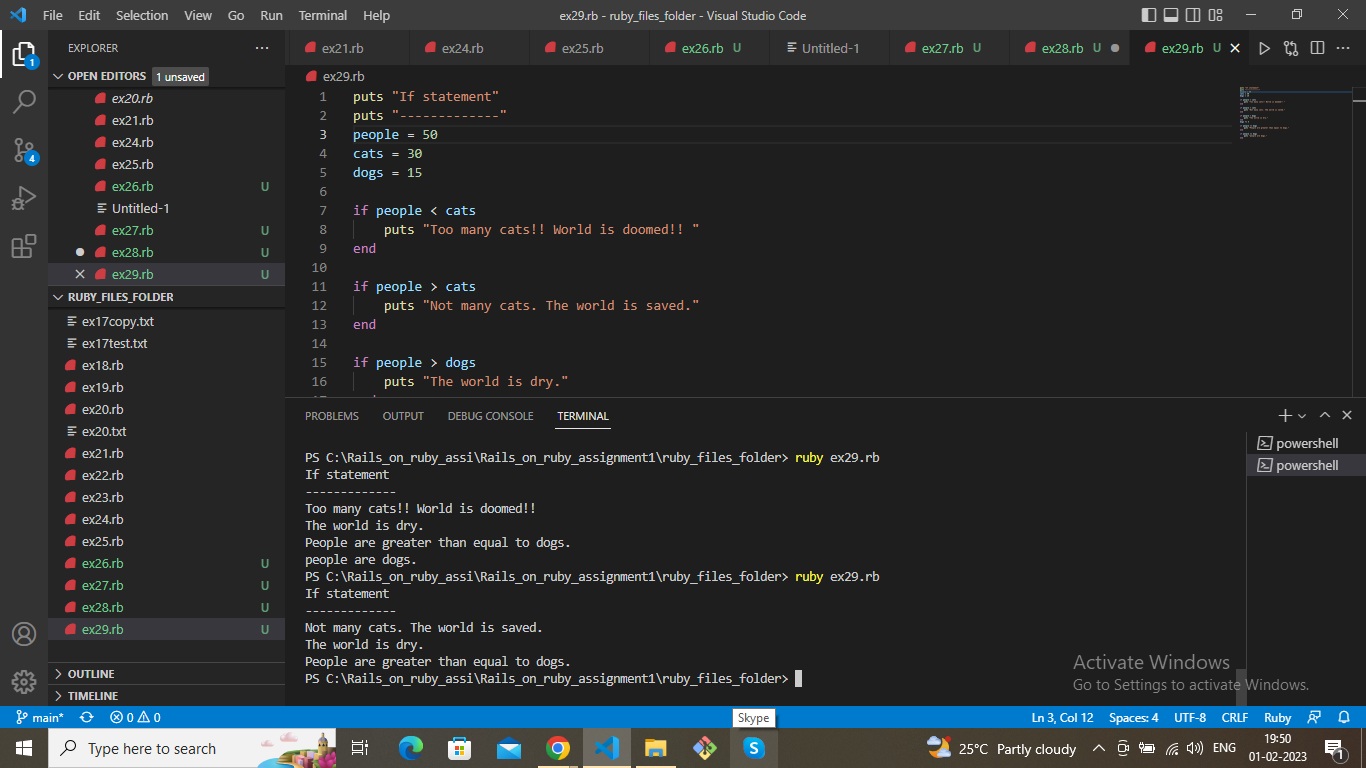 File Edit Selection View Go Run Terminal Help ex29.rb - ruby_files_folder - Visual Studio Code
EXPLORER
OPEN EDITORS 1 unsaved
ex20.rb
ex21.rb
ex24.rb
ex25.rb
ex26.rb U
Untitled-1
ex27.rb U
ex28.rb U
ex29.rb U
RUBY_FILES_FOLDER
ex17copy.txt
ex17test.txt
ex18.rb
ex19.rb
ex20.rb
ex20.txt
ex21.rb
ex22.rb
ex23.rb
ex24.rb
ex25.rb
ex26.rb U
ex27.rb U
ex28.rb U
ex29.rb U
OUTLINE
TIMELINE
1
4
ex21.rb ex24.rb ex25.rb ex26.rb U Untitled-1 ex27.rb U ex28.rb U ex29.rb U
ex29.rb
1 puts "If statement"
2 puts "-------------"
3 people = 50
4 cats = 30
5 dogs = 15
6
7 if people < cats
8 puts "Too many cats!! World is doomed!! "
9 end
10
11 if people > cats
12 puts "Not many cats. The world is saved."
13 end
14
15 if people > dogs
16 puts "The world is dry."
PROBLEMS OUTPUT DEBUG CONSOLE TERMINAL
powershell
powershell
PS C:\Rails_on_ruby_assi\Rails_on_ruby_assignment1\ruby_files_folder> ruby ex29.rb
If statement
-------------
Too many cats!! World is doomed!!
The world is dry.
People are greater than equal to dogs.
people are dogs.
PS C:\Rails_on_ruby_assi\Rails_on_ruby_assignment1\ruby_files_folder> ruby ex29.rb
If statement
-------------
Not many cats. The world is saved.
The world is dry.
People are greater than equal to dogs.
PS C:\Rails_on_ruby_assi\Rails_on_ruby_assignment1\ruby_files_folder>
Activate Windows
Go to Settings to activate Windows.
main* 0 0 Ln 3, Col 12 Spaces: 4 UTF-8 CRLF Ruby
Skype
Type here to search
25°C Partly cloudy ENG 19:50
01-02-2023
1